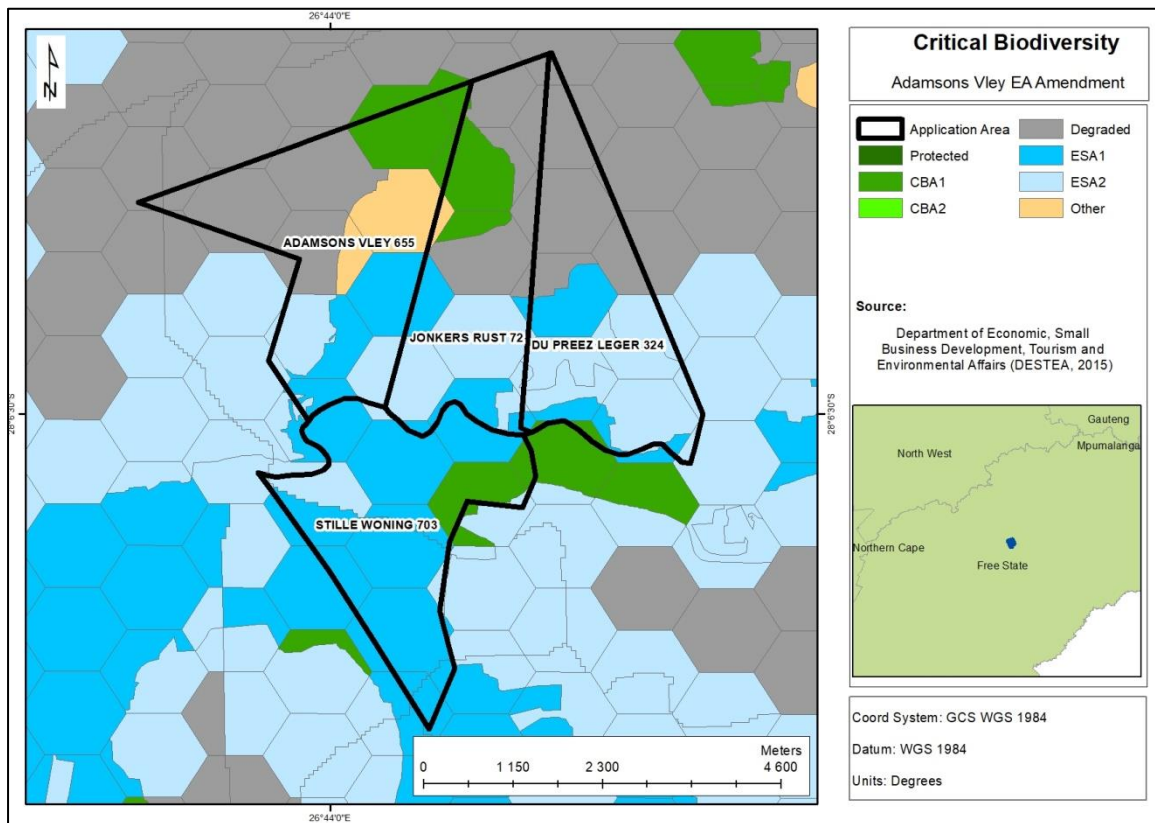 26°44'0"E
Z
28°6'30"S
28°6'30"S
ADAMSONS VLEY 655
JONKERS RUST 72
DU PREEZ LEGER 324
STILLE WONING 703
Meters
0 1 150 2 300 4 600
26°44'0"E
Critical Biodiversity
Adamsons Vley EA Amendment
Application Area
Protected
CBA1
CBA2
Degraded
ESA1
ESA2
Other
Source:
Department of Economic, Small
Business Development, Tourism and
Environmental Affairs (DESTEA, 2015)
Gauteng
North West
Mpumalanga
Northern Cape
Free State
Coord System: GCS WGS 1984
Datum: WGS 1984
Units: Degrees